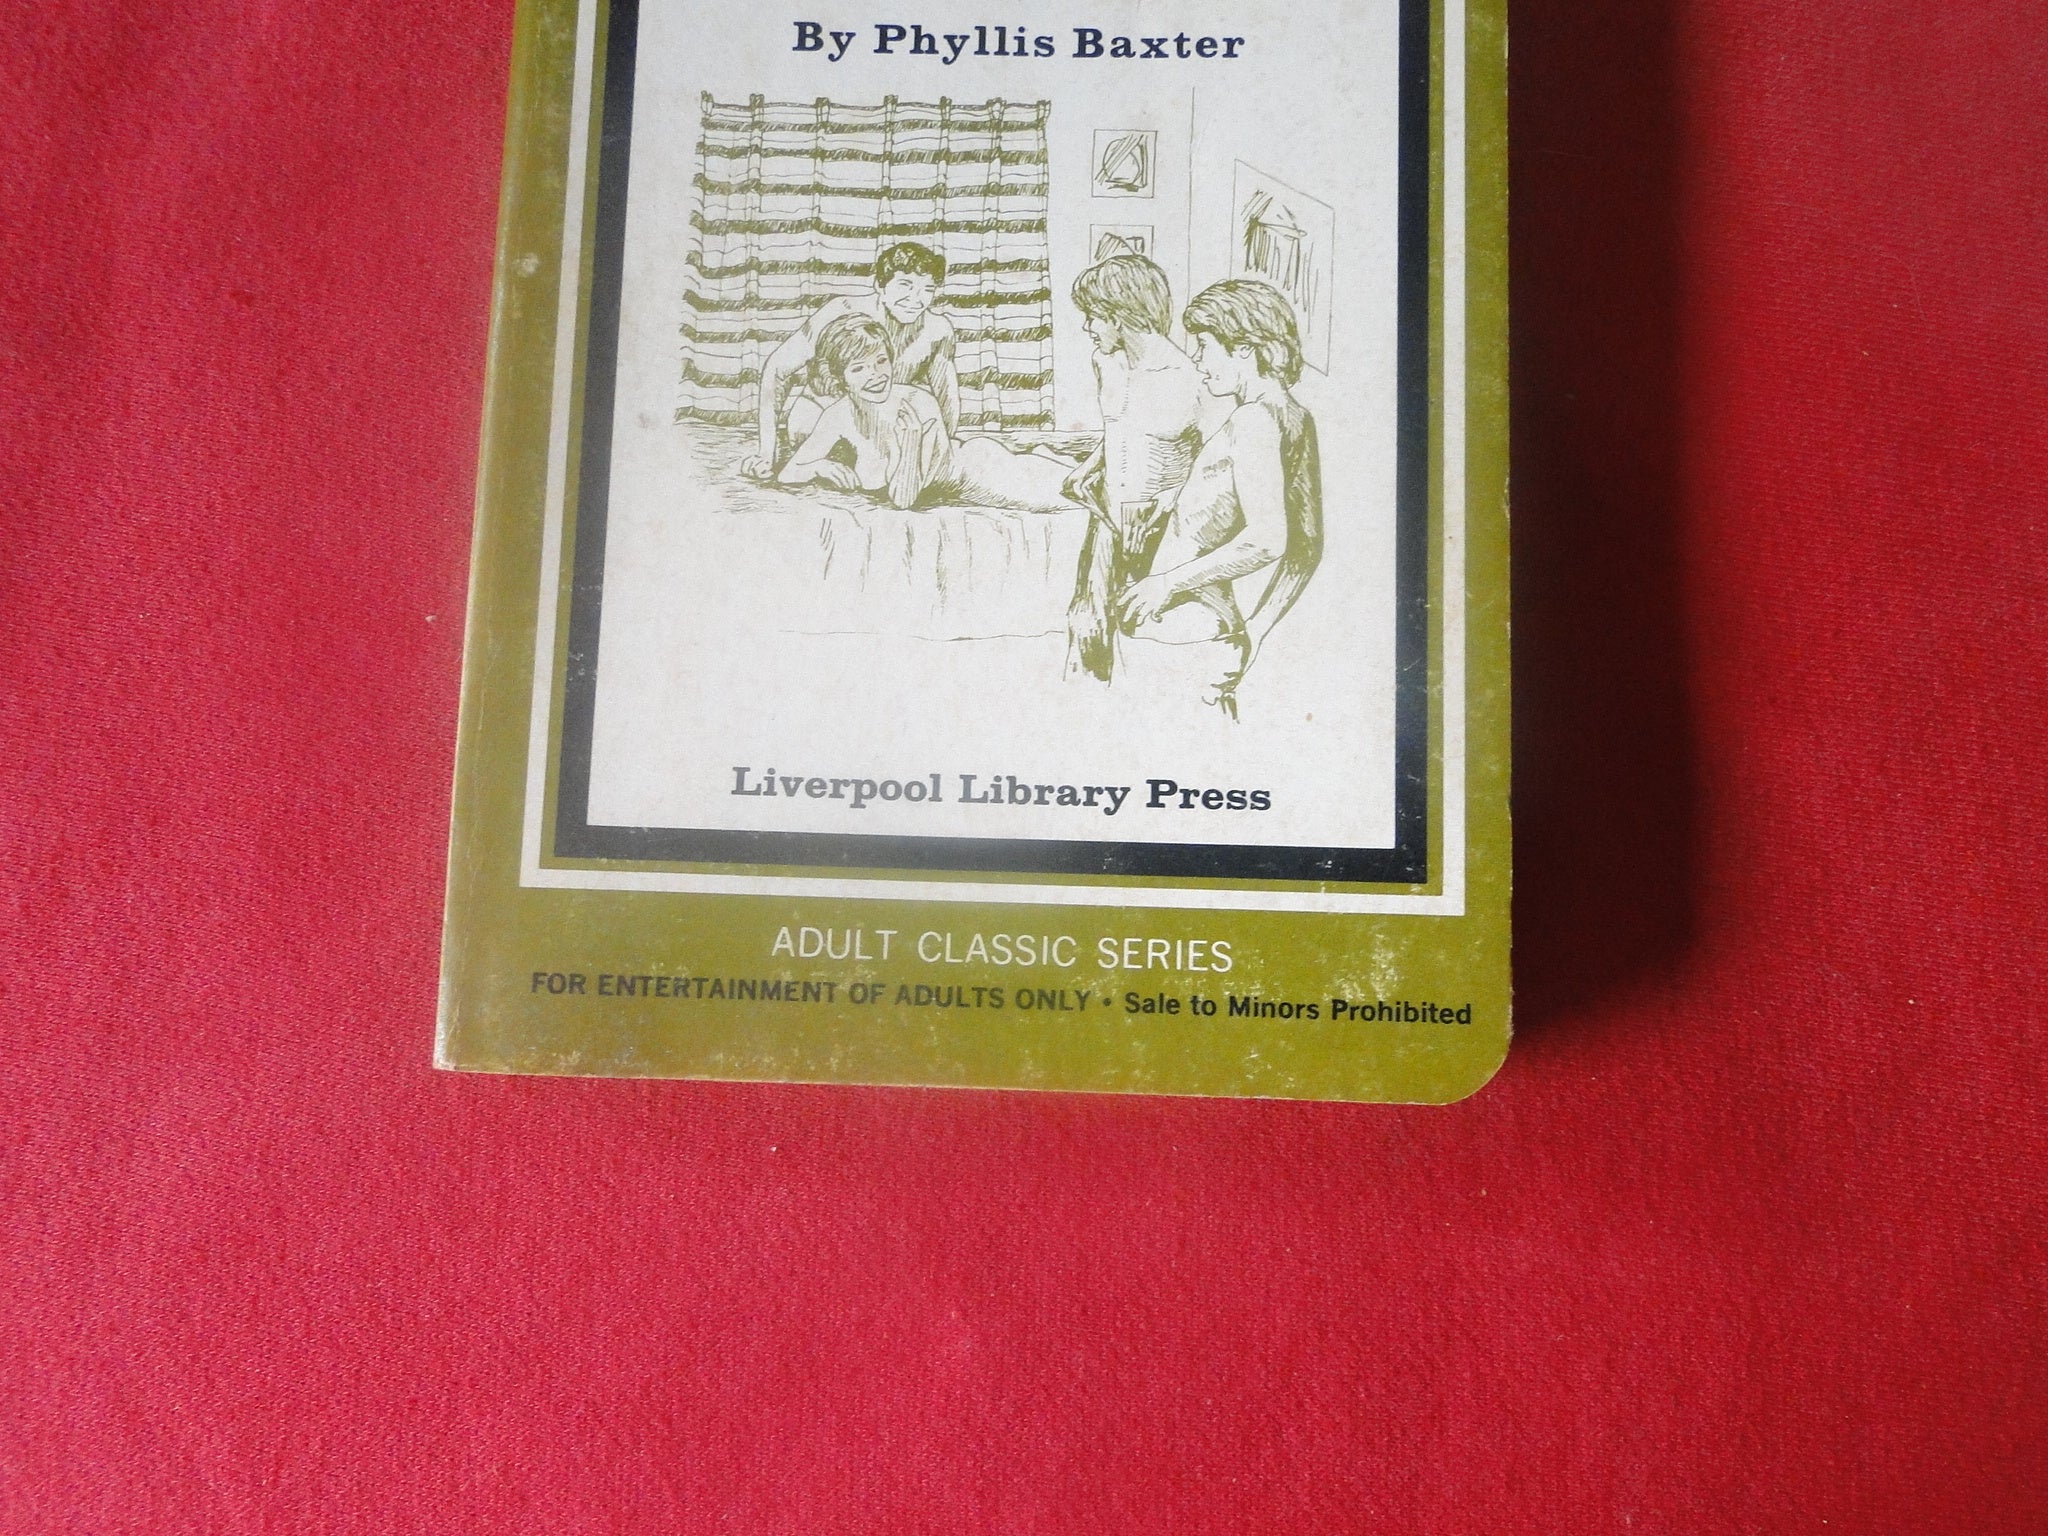 By Phyllis Baxter
Liverpool Library Press
ADULT CLASSIC SERIES
FOR ENTERTAINMENT OF ADULTS ONLY • Sale to Minors Prohibited